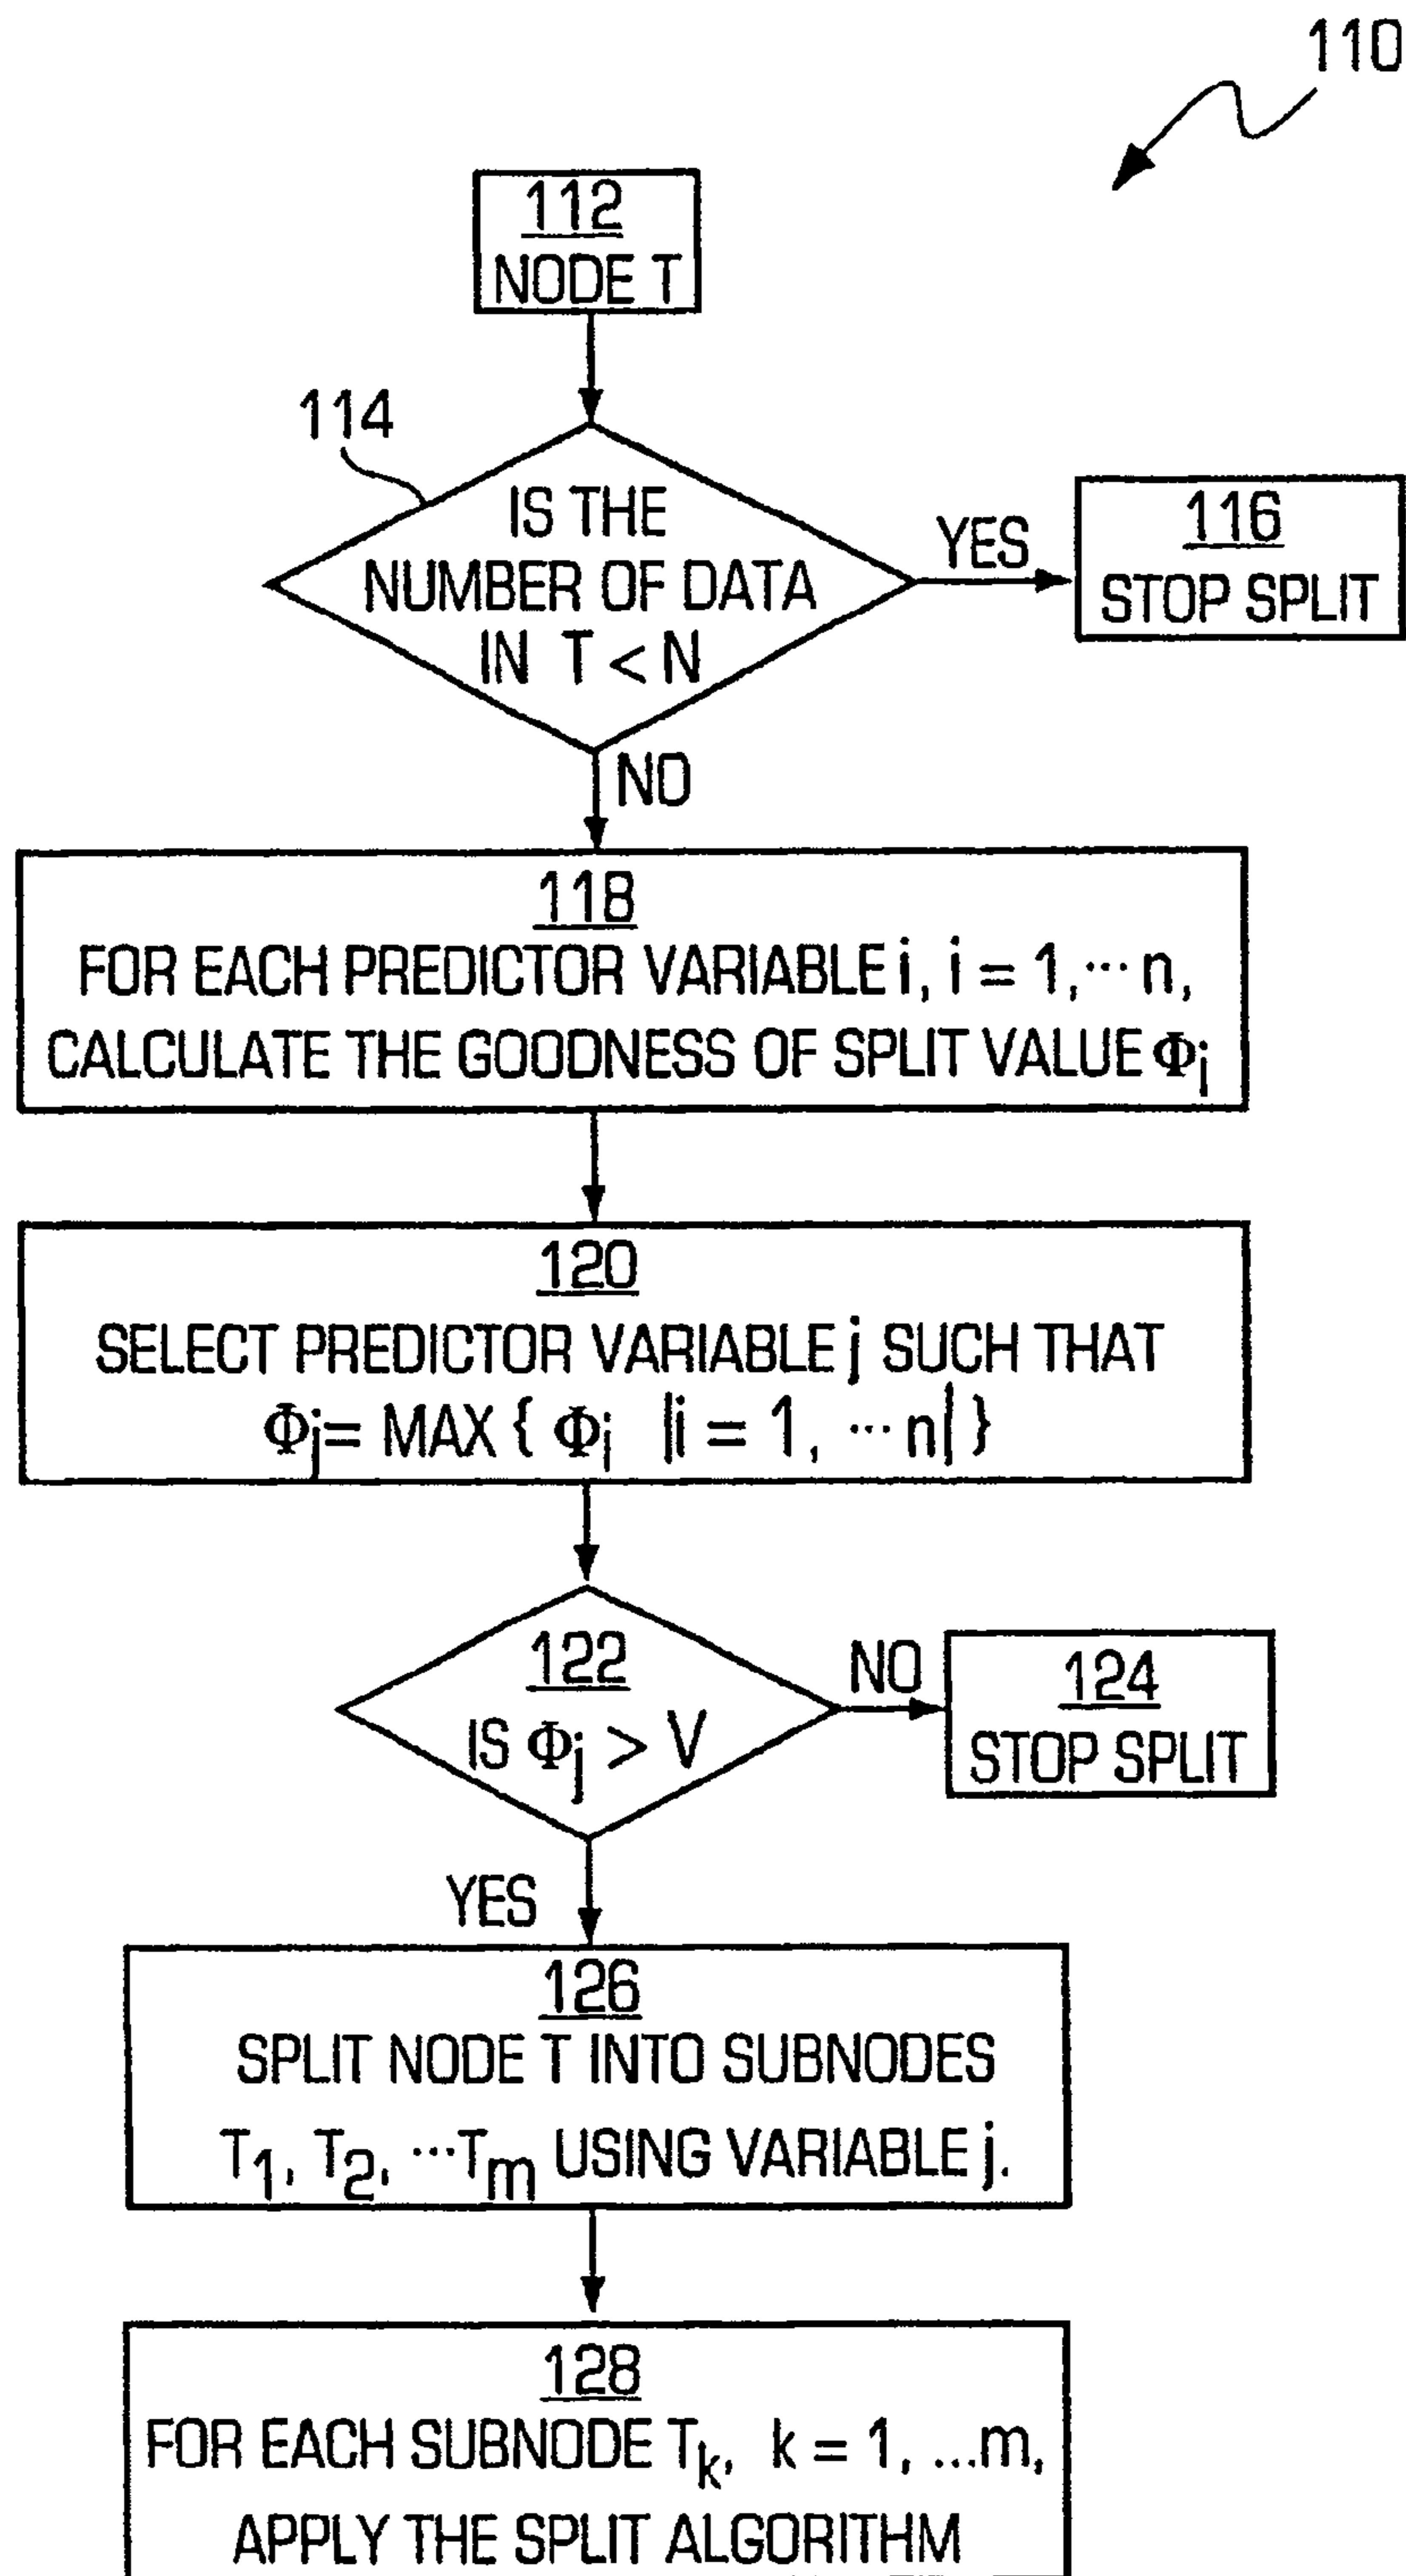 110
112
NODE T
114
IS THE
NUMBER OF DATA
IN T < N
YES
116
STOP SPLIT
NO
118
FOR EACH PREDICTOR VARIABLE i, i = 1, ··· n,
CALCULATE THE GOODNESS OF SPLIT VALUE Φi
120
SELECT PREDICTOR VARIABLE j SUCH THAT
Φj= MAX { Φi |i = 1, ··· n| }
122
IS Φj > V
NO
124
STOP SPLIT
YES
126
SPLIT NODE T INTO SUBNODES
T1, T2, ···Tm USING VARIABLE j.
128
FOR EACH SUBNODE Tk, k = 1, ...m,
APPLY THE SPLIT ALGORITHM